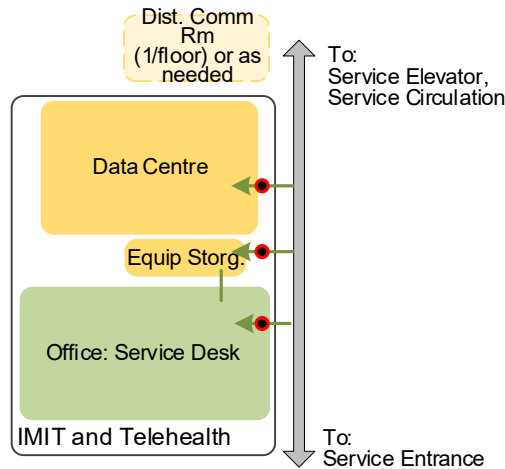 Dist. Comm
Rm
(1/floor) or as
needed
To:
Service Elevator,
Service Circulation
Data Centre
Equip Storg.
Office: Service Desk
IMIT and Telehealth
To:
Service Entrance